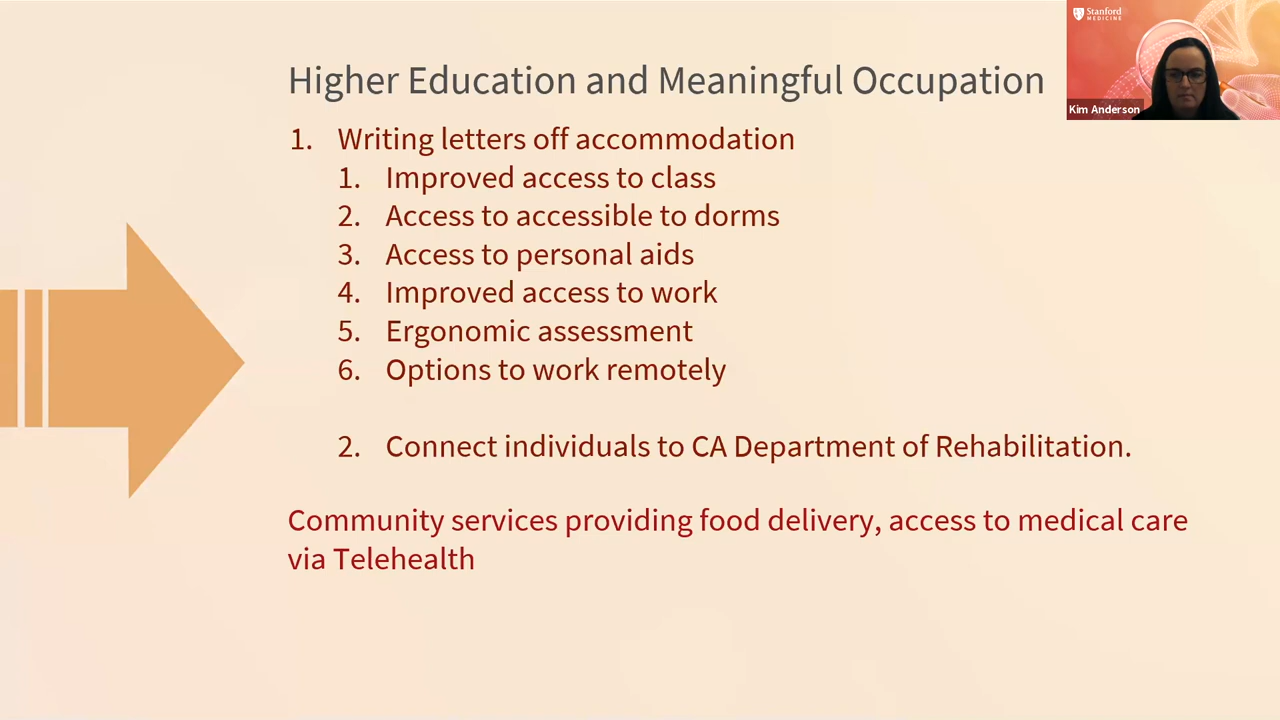 Stanford
MEDICINE
Kim Anderson
Higher Education and Meaningful Occupation
1. Writing letters off accommodation
1. Improved access to class
2. Access to accessible to dorms
3. Access to personal aids
4. Improved access to work
5. Ergonomic assessment
6. Options to work remotely
2. Connect individuals to CA Department of Rehabilitation.
Community services providing food delivery, access to medical care
via Telehealth